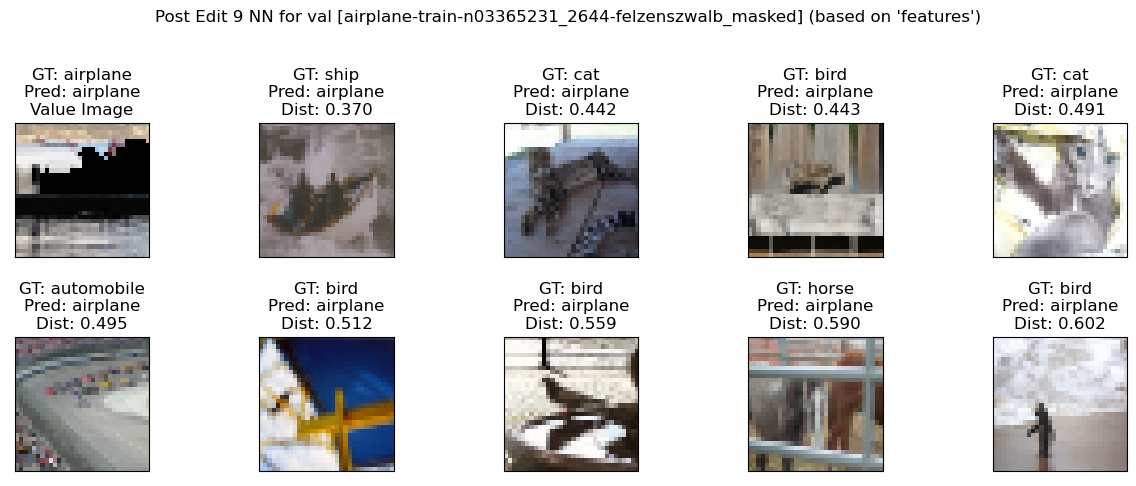 Post Edit 9 NN for val [airplane-train-n03365231_2644-felzenszwalb_masked] (based on 'features')
GT: airplane
Pred: airplane
Value Image
GT: ship
Pred: airplane
Dist: 0.370
GT: cat
Pred: airplane
Dist: 0.442
GT: bird
Pred: airplane
Dist: 0.443
GT: cat
Pred: airplane
Dist: 0.491
GT: automobile
Pred: airplane
Dist: 0.495
GT: bird
Pred: airplane
Dist: 0.512
GT: bird
Pred: airplane
Dist: 0.559
GT: horse
Pred: airplane
Dist: 0.590
GT: bird
Pred: airplane
Dist: 0.602